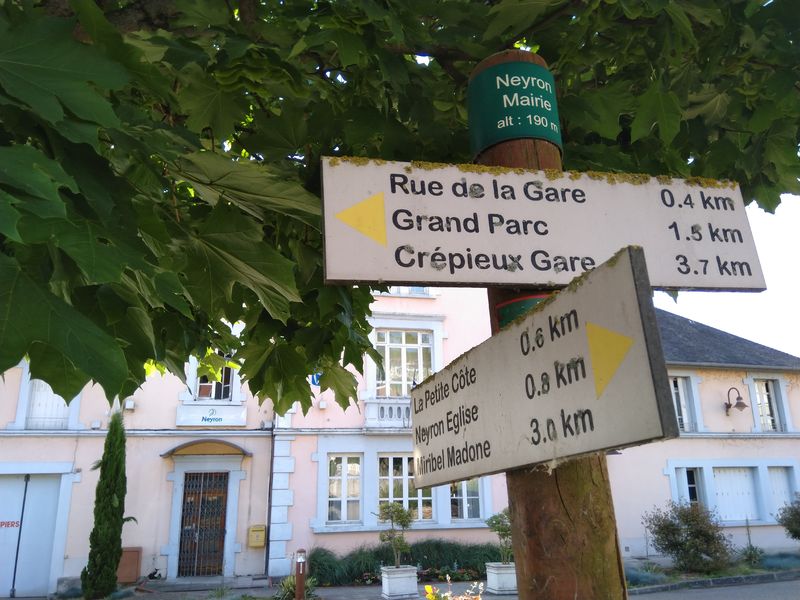 Neyron
Mairie
alt : 190 m
Rue de la Gare 0.4 km
Grand Parc 1.5 km
Crépieux Gare 3.7 km
La Petite Côte 0.6 km
Neyron Eglise 0.8 km
Miribel Madone 3.0 km
Neyron
PIERS